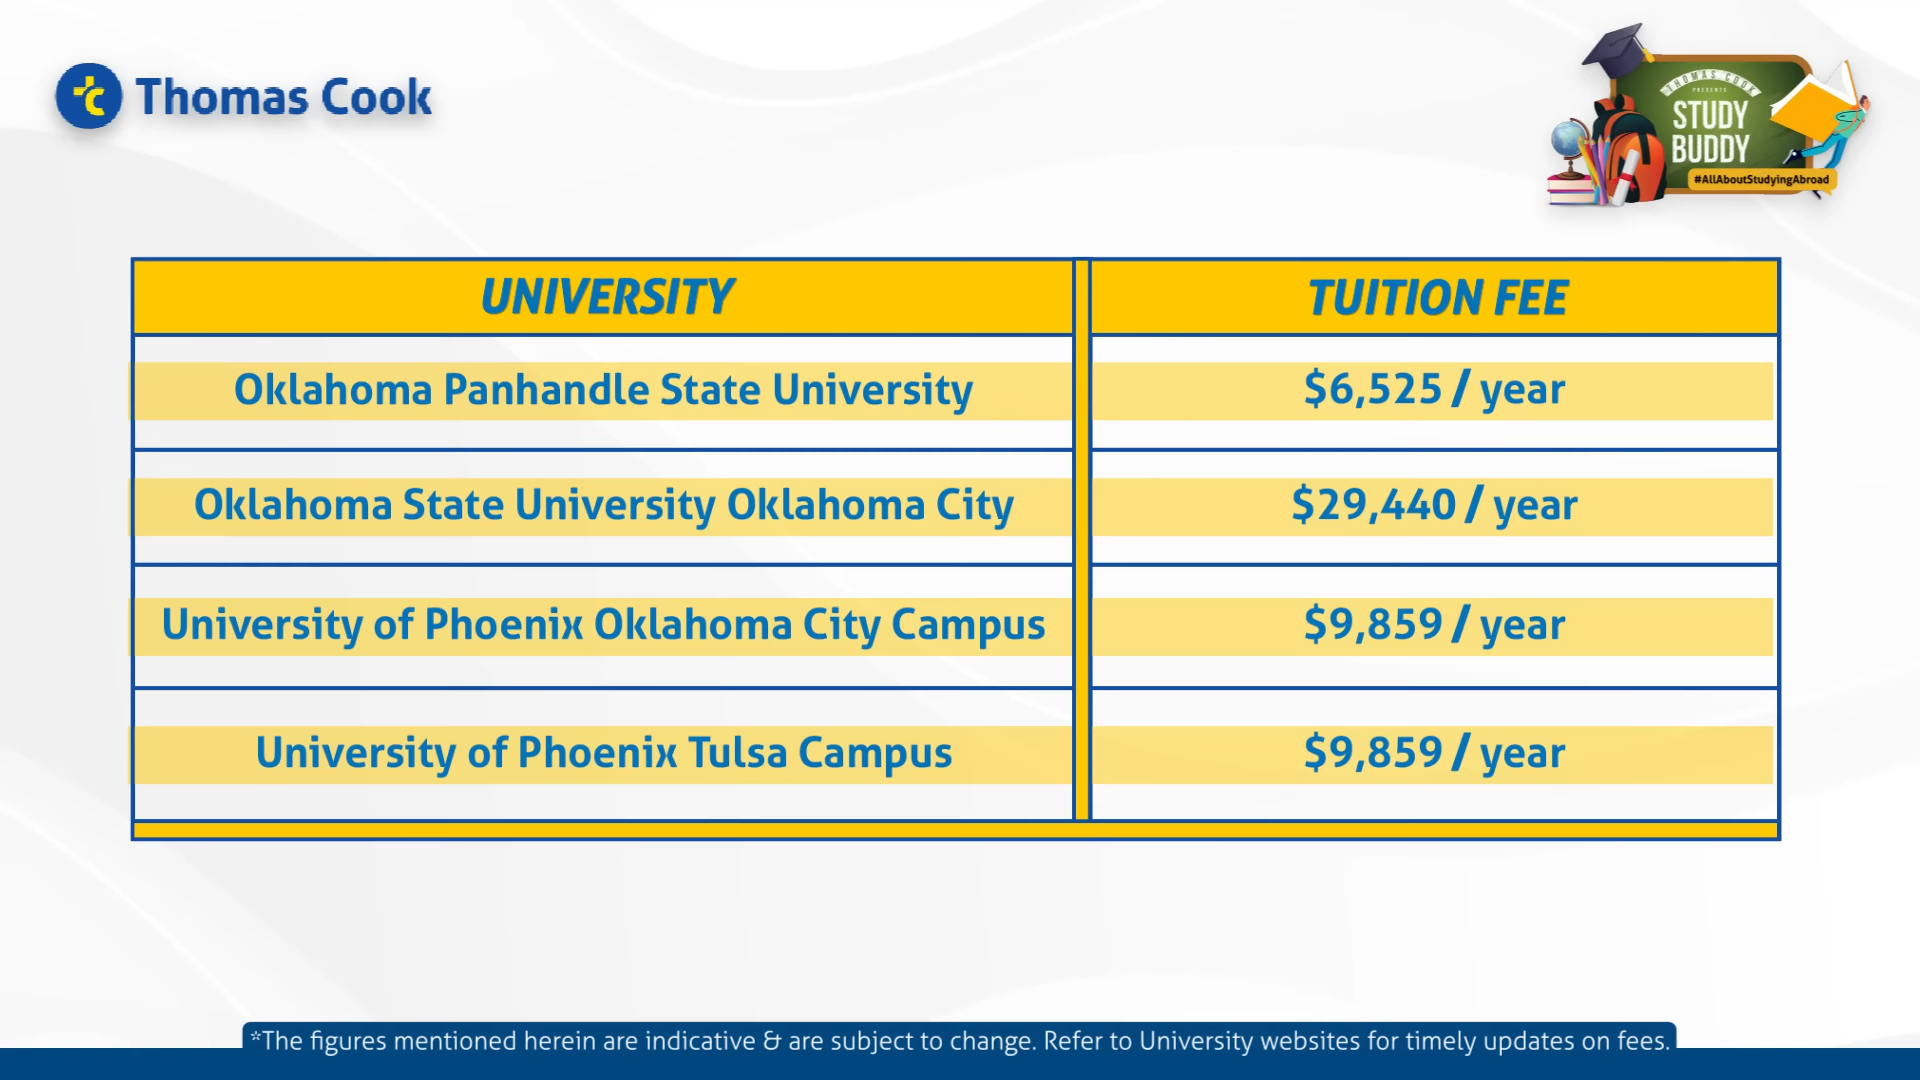 Thomas Cook
THOMAS COOK
PRESENTS
STUDY
BUDDY
#AllAboutStudyingAbroad
UNIVERSITY TUITION FEE
Oklahoma Panhandle State University $6,525 / year
Oklahoma State University Oklahoma City $29,440 / year
University of Phoenix Oklahoma City Campus $9,859 / year
University of Phoenix Tulsa Campus $9,859 / year
*The figures mentioned herein are indicative & are subject to change. Refer to University websites for timely updates on fees.